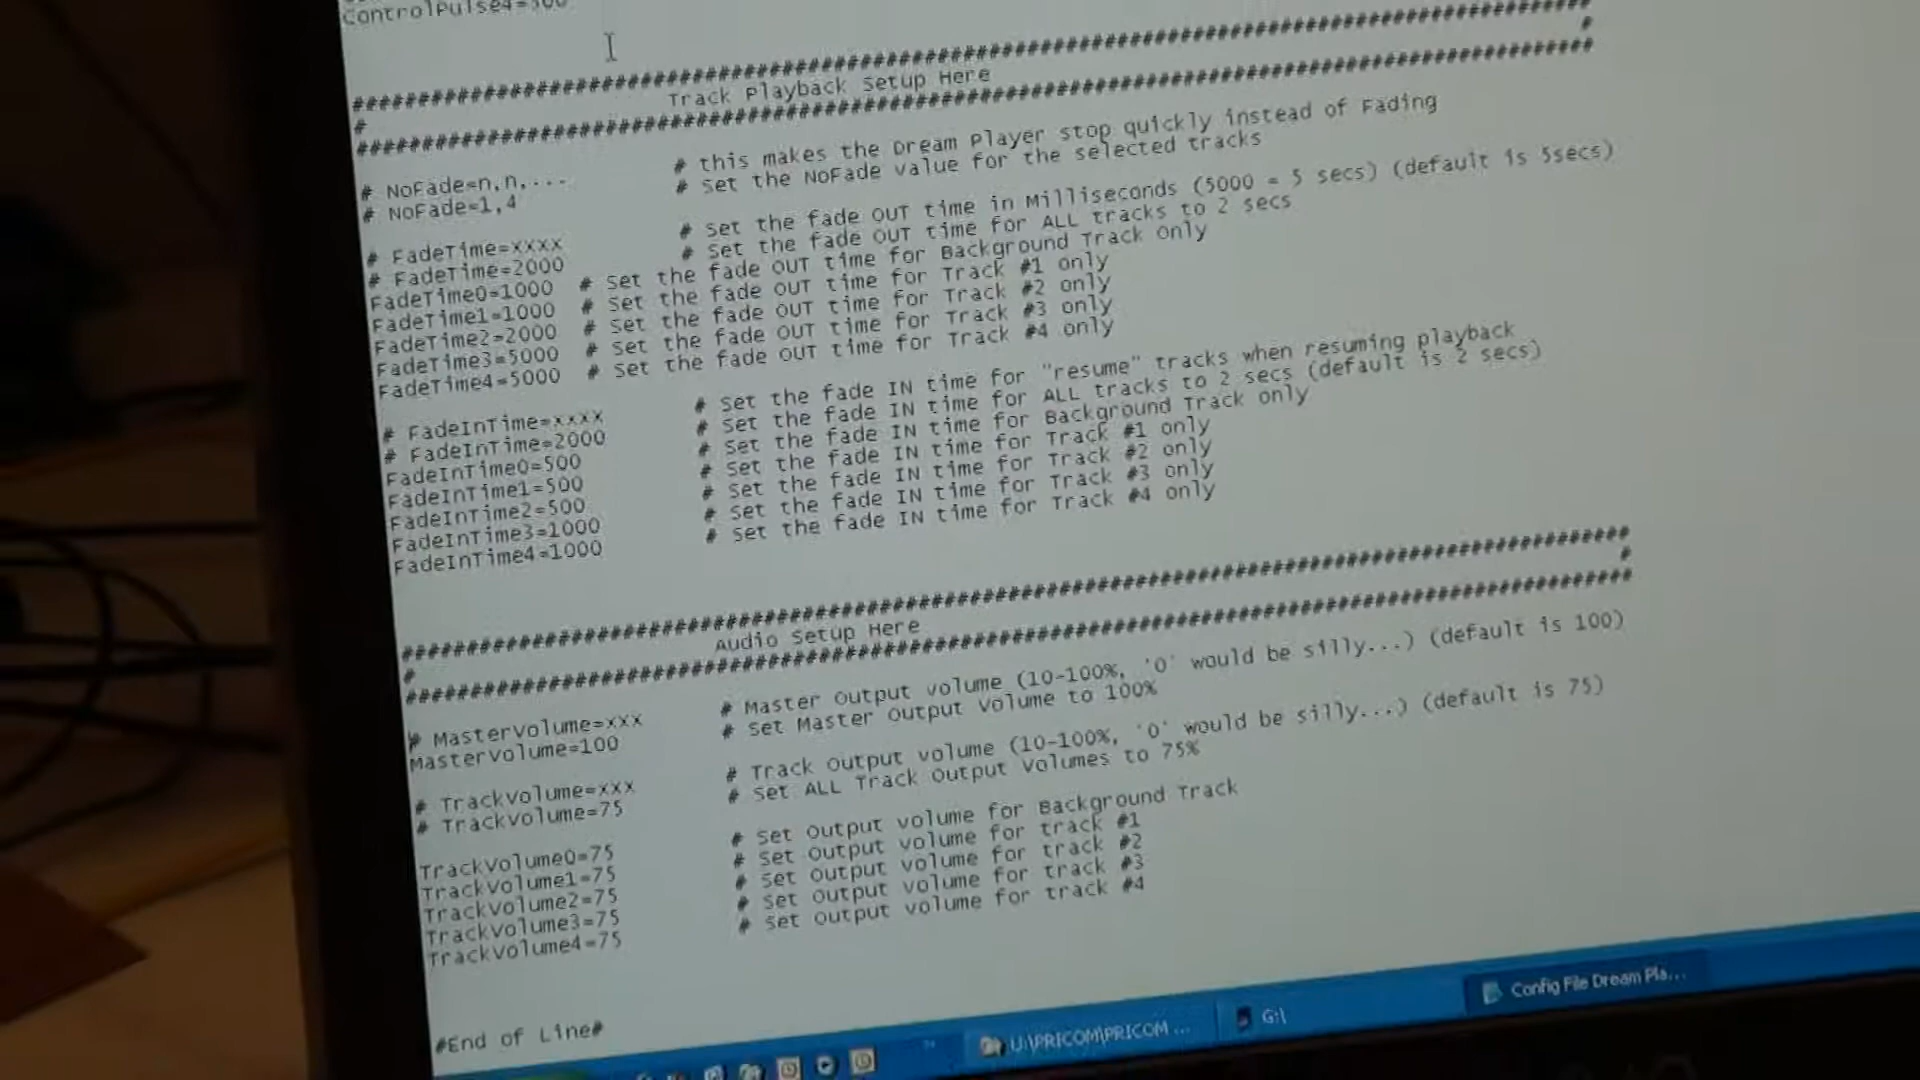 ControlPulse4=500
################################################################################
# Track Playback Setup Here #
################################################################################
# NoFade=n,n,... # this makes the Dream Player stop quickly instead of Fading
# NoFade=1,4 # Set the NoFade value for the selected tracks
# FadeTime=xxxx # Set the fade OUT time in Milliseconds (5000 = 5 secs) (default is 5secs)
# FadeTime=2000 # Set the fade OUT time for ALL tracks to 2 secs
FadeTime0=1000 # Set the fade OUT time for Background Track Only
FadeTime1=1000 # Set the fade OUT time for Track #1 only
FadeTime2=2000 # Set the fade OUT time for Track #2 only
FadeTime3=5000 # Set the fade OUT time for Track #3 only
FadeTime4=5000 # Set the fade OUT time for Track #4 only
# FadeInTime=xxxx # Set the fade IN time for "resume" tracks when resuming playback
# FadeInTime=2000 # Set the fade IN time for ALL tracks to 2 secs (default is 2 secs)
FadeInTime0=500 # Set the fade IN time for Background Track only
FadeInTime1=500 # Set the fade IN time for Track #1 only
FadeInTime2=500 # Set the fade IN time for Track #2 only
FadeInTime3=1000 # Set the fade IN time for Track #3 only
FadeInTime4=1000 # Set the fade IN time for Track #4 only
################################################################################
# Audio Setup Here #
################################################################################
# MasterVolume=xxx # Master Output Volume (10-100%, '0' would be silly...) (default is 100)
MasterVolume=100 # Set Master Output Volume to 100%
# TrackVolume=xxx # Track Output Volume (10-100%, '0' would be silly...) (default is 75)
# TrackVolume=75 # Set ALL Track Output Volumes to 75%
TrackVolume0=75 # Set Output Volume for Background Track
TrackVolume1=75 # Set Output Volume for track #1
TrackVolume2=75 # Set Output Volume for track #2
TrackVolume3=75 # Set Output Volume for track #3
TrackVolume4=75 # Set Output Volume for track #4
#End of Line#
U:\PRICOM\PRICOM ... G:\ Config File Dream Pla...